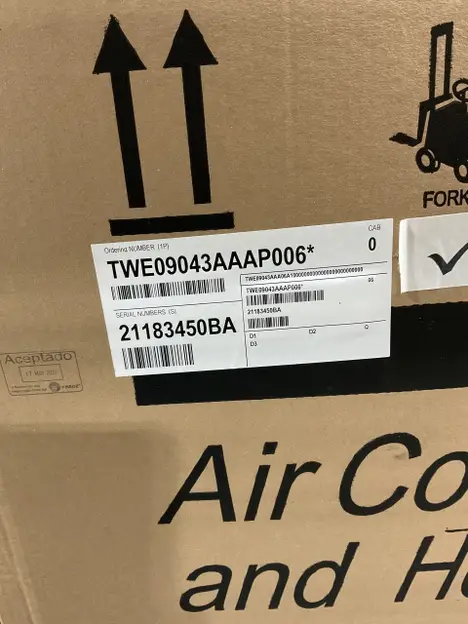 FORK
Ordering NUMBER (1P)
CAB
TWE09043AAAP006*
0
SERIAL NUMBERS (S)
21183450BA
TWE09043AAAP006*
21183450BA
D1
D2
Q
D3
Aceptado
Air Co
and H